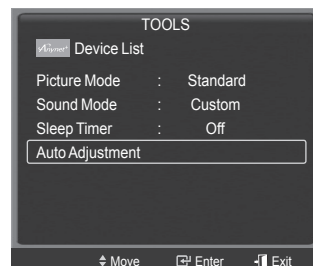 TOOLS
Anynet+ Device List
Picture Mode : Standard
Sound Mode : Custom
Sleep Timer : Off
Auto Adjustment
Move Enter Exit